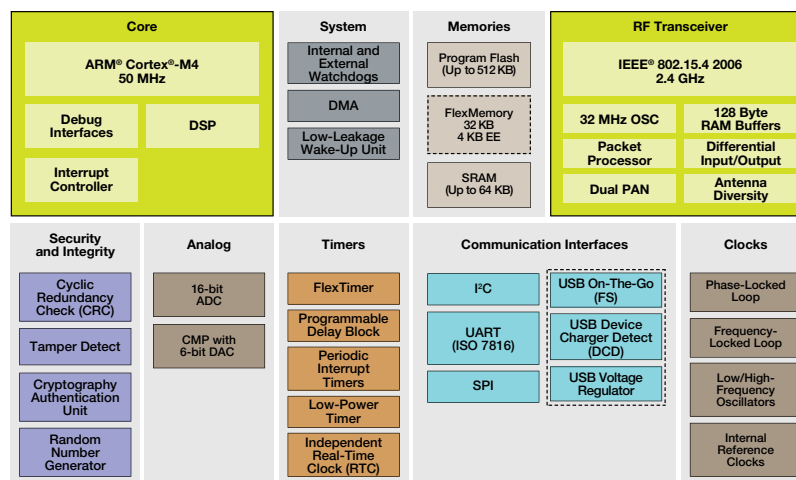 Core
ARM® Cortex®-M4
50 MHz
Debug
Interfaces
DSP
Interrupt
Controller
System
Internal and
External
Watchdogs
DMA
Low-Leakage
Wake-Up Unit
Memories
Program Flash
(Up to 512 KB)
FlexMemory
32 KB
4 KB EE
SRAM
(Up to 64 KB)
RF Transceiver
IEEE® 802.15.4 2006
2.4 GHz
32 MHz OSC
128 Byte
RAM Buffers
Packet
Processor
Differential
Input/Output
Dual PAN
Antenna
Diversity
Security
and Integrity
Cyclic
Redundancy
Check (CRC)
Tamper Detect
Cryptography
Authentication
Unit
Random
Number
Generator
Analog
16-bit
ADC
CMP with
6-bit DAC
Timers
FlexTimer
Programmable
Delay Block
Periodic
Interrupt
Timers
Low-Power
Timer
Independent
Real-Time
Clock (RTC)
Communication Interfaces
I²C
UART
(ISO 7816)
SPI
USB On-The-Go
(FS)
USB Device
Charger Detect
(DCD)
USB Voltage
Regulator
Clocks
Phase-Locked
Loop
Frequency-
Locked Loop
Low/High-
Frequency
Oscillators
Internal
Reference
Clocks